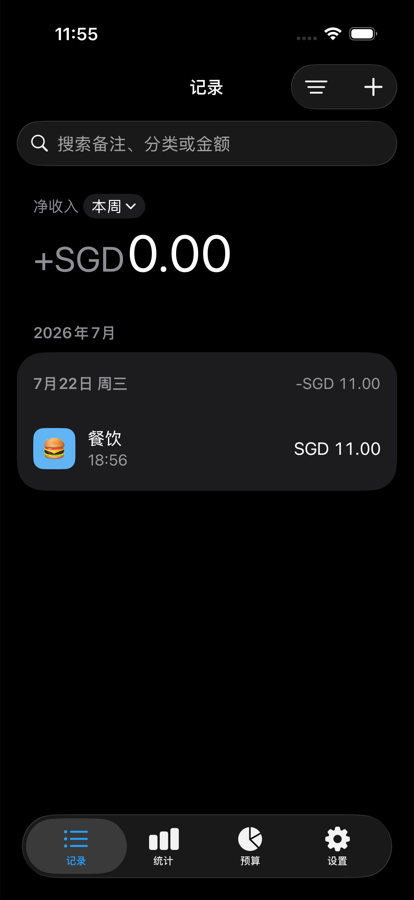 11:55
记录
搜索备注、分类或金额
净收入 本周
+SGD 0.00
2026年7月
7月22日 周三 -SGD 11.00
餐饮
18:56
SGD 11.00
记录 统计 预算 设置